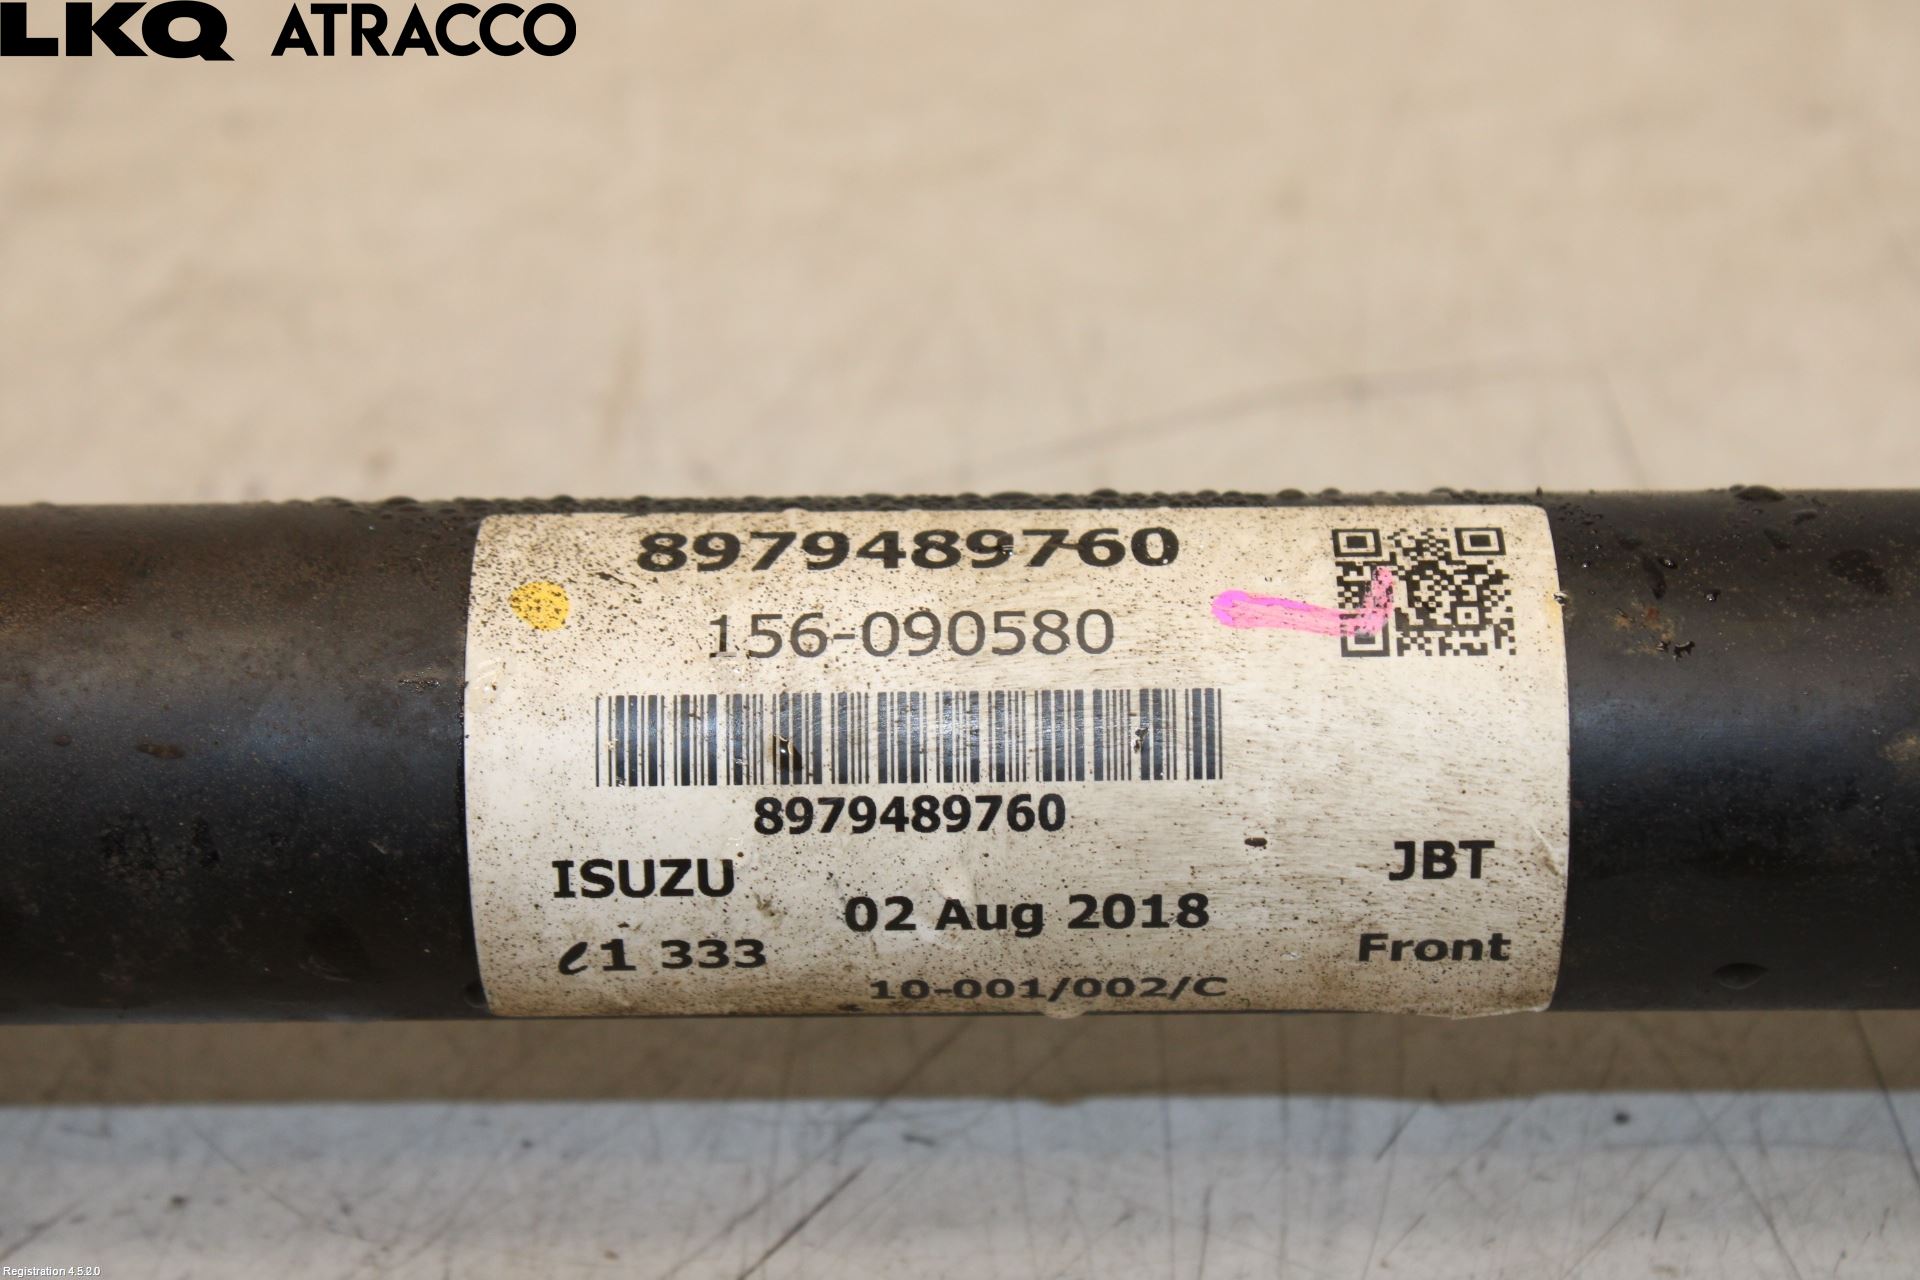 LKQ ATRACCO
8979489760
156-090580
8979489760
ISUZU
JBT
02 Aug 2018
ℓ1 333
Front
10-001/002/C
Registration 4.5.2.0